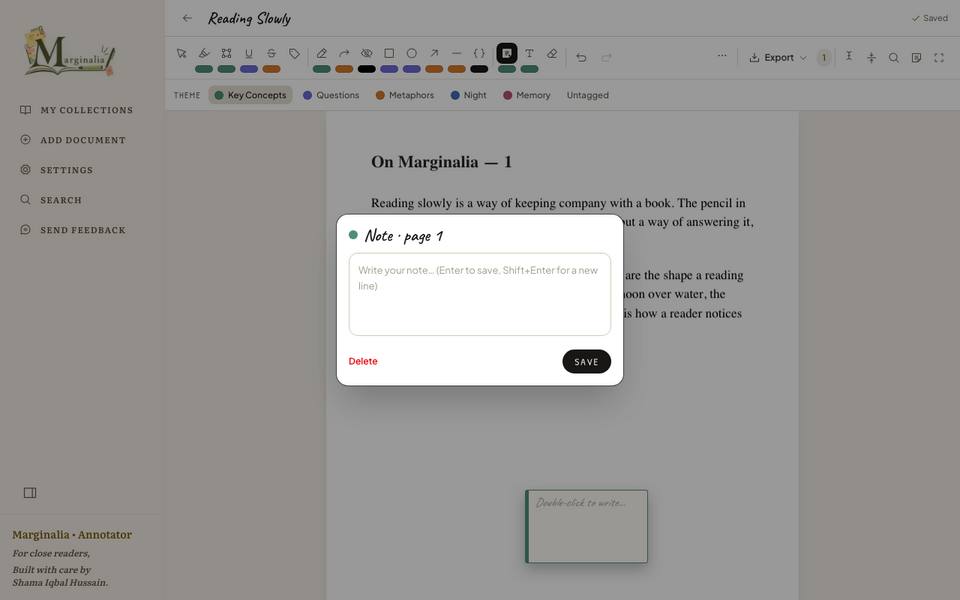 Marginalia
MY COLLECTIONS
ADD DOCUMENT
SETTINGS
SEARCH
SEND FEEDBACK
Marginalia • Annotator
For close readers,
Built with care by
Shama Iqbal Hussain.
Reading Slowly
Saved
Export
1
THEME
Key Concepts
Questions
Metaphors
Night
Memory
Untagged
On Marginalia — 1
Reading slowly is a way of keeping company with a book. The pencil in
out a way of answering it,
are the shape a reading
noon over water, the
is how a reader notices
Note · page 1
Write your note... (Enter to save, Shift+Enter for a new
line)
Delete
SAVE
Double-click to write...